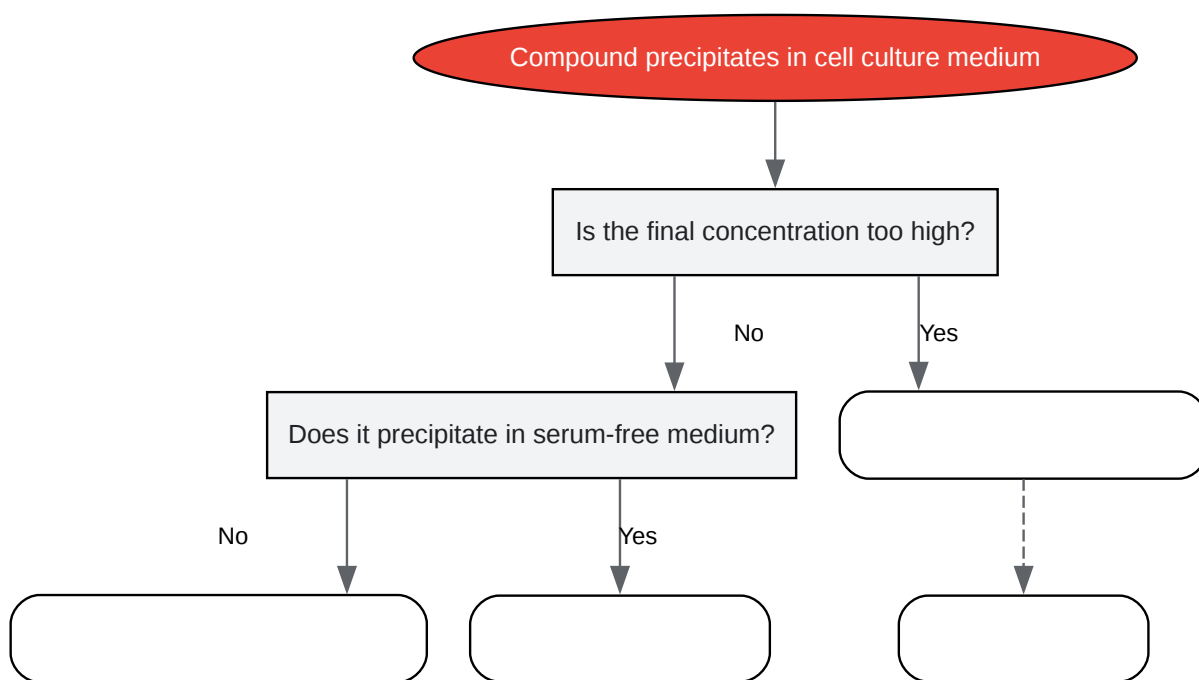 Compound precipitates in cell culture medium
Is the final concentration too high?
No
Yes
Does it precipitate in serum-free medium?
No
Yes